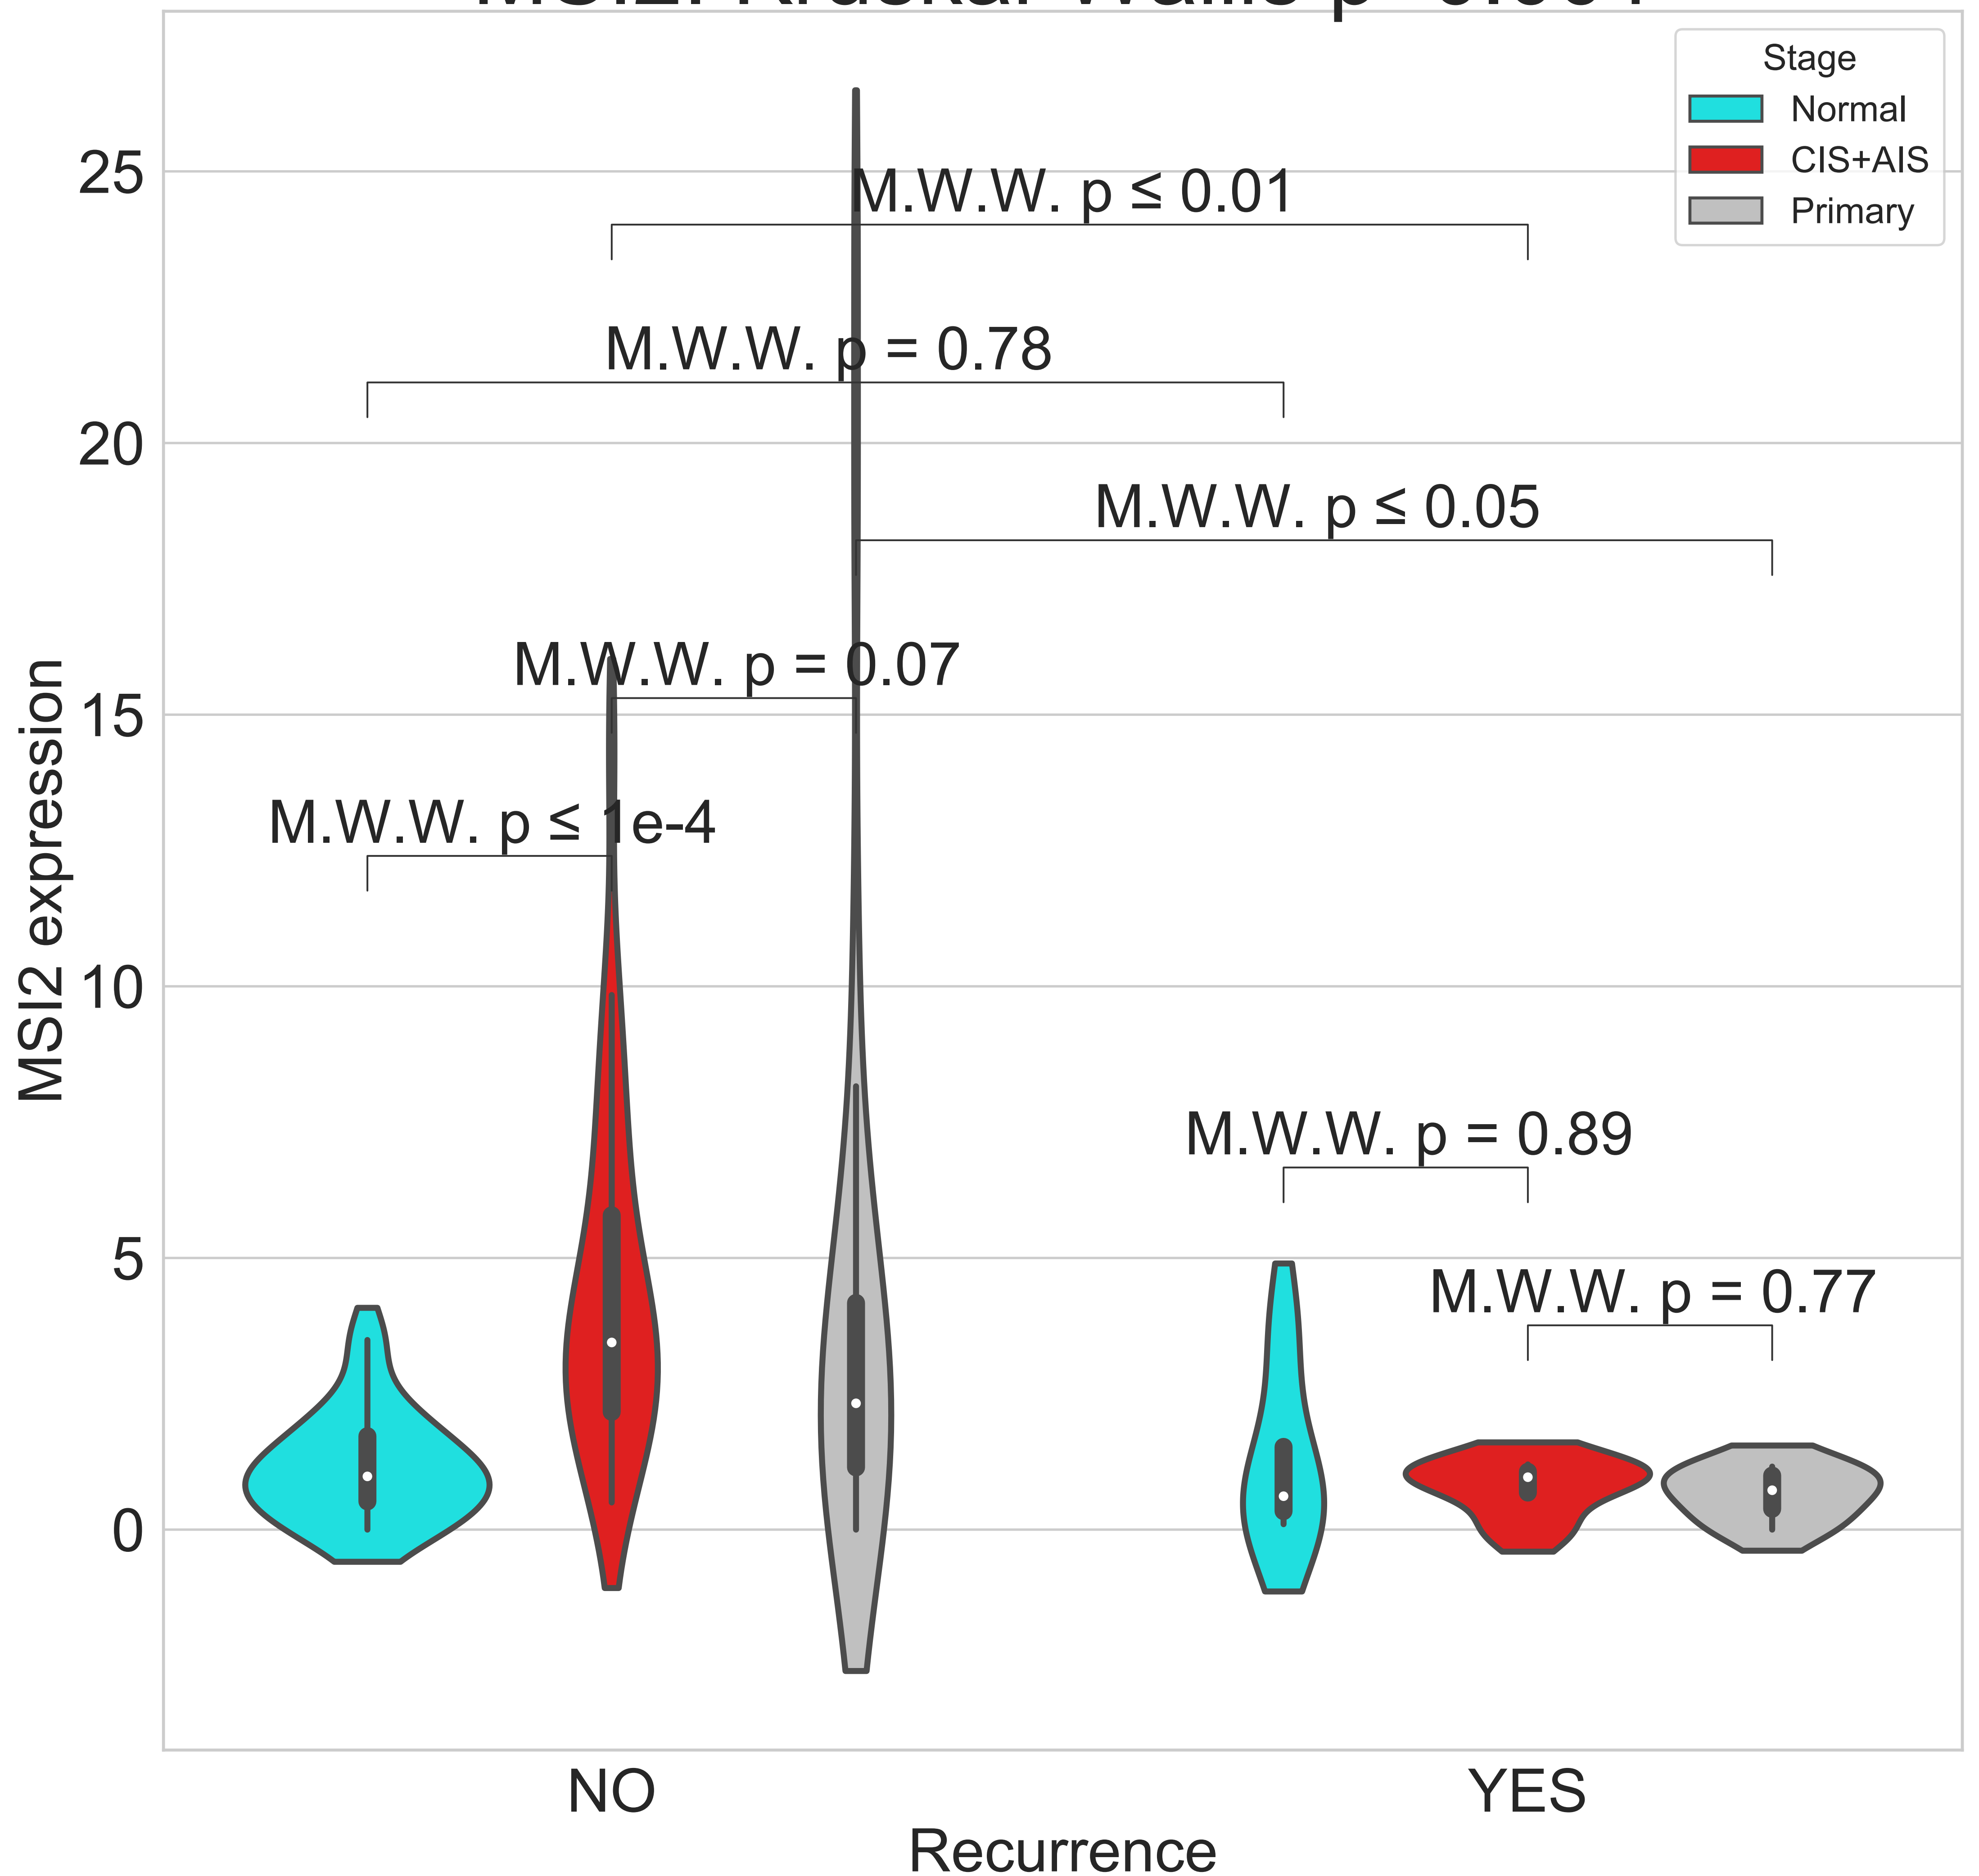 Stage
Normal
CIS+AIS
Primary
25
20
15
10
5
0
MSI2 expression
M.W.W. p ≤ 0.01
M.W.W. p = 0.78
M.W.W. p ≤ 0.05
M.W.W. p = 0.07
M.W.W. p ≤ 1e-4
M.W.W. p = 0.89
M.W.W. p = 0.77
NO
YES
Recurrence